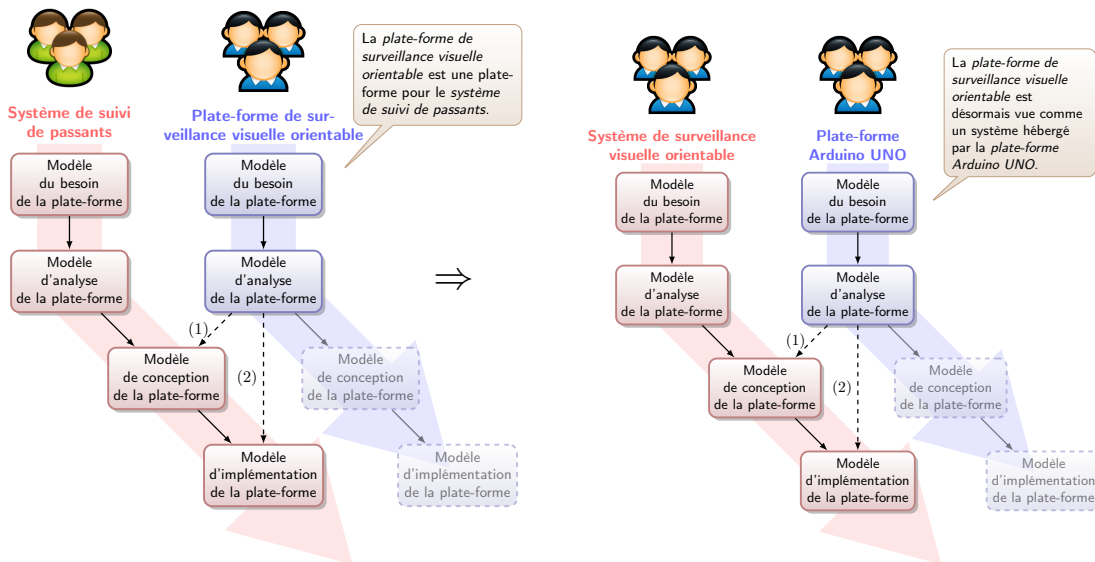 La plate-forme de
surveillance visuelle
orientable est une plate-
forme pour le système
de suivi de passants.
Système de suivi
de passants
Plate-forme de sur-
veillance visuelle orientable
Modèle
du besoin
de la plate-forme
Modèle
du besoin
de la plate-forme
Modèle
d'analyse
de la plate-forme
Modèle
d'analyse
de la plate-forme
(1)
(2)
Modèle
de conception
de la plate-forme
Modèle
de conception
de la plate-forme
Modèle
d'implémentation
de la plate-forme
Modèle
d'implémentation
de la plate-forme
⇒
La plate-forme de
surveillance visuelle
orientable est
désormais vue comme
un système hébergé
par la plate-forme
Arduino UNO.
Système de surveillance
visuelle orientable
Plate-forme
Arduino UNO
Modèle
du besoin
de la plate-forme
Modèle
du besoin
de la plate-forme
Modèle
d'analyse
de la plate-forme
Modèle
d'analyse
de la plate-forme
(1)
(2)
Modèle
de conception
de la plate-forme
Modèle
de conception
de la plate-forme
Modèle
d'implémentation
de la plate-forme
Modèle
d'implémentation
de la plate-forme